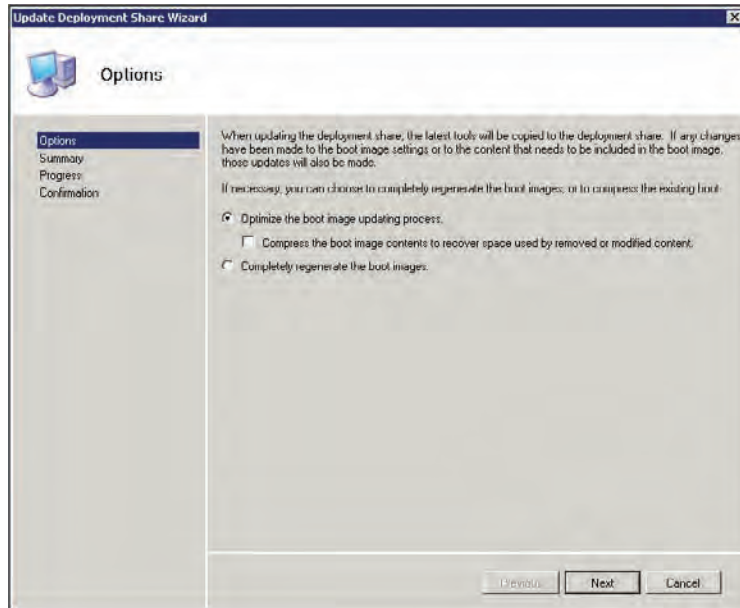 Update Deployment Share Wizard
Options
Options
Summary
Progress
Confirmation
When updating the deployment share, the latest tools will be copied to the deployment share. If any changes
have been made to the boot image settings or to the content that needs to be included in the boot image,
those updates will also be made.
If necessary, you can choose to completely regenerate the boot images, or to compress the existing boot
Optimize the boot image updating process.
Compress the boot image contents to recover space used by removed or modified content.
Completely regenerate the boot images.
Previous
Next
Cancel